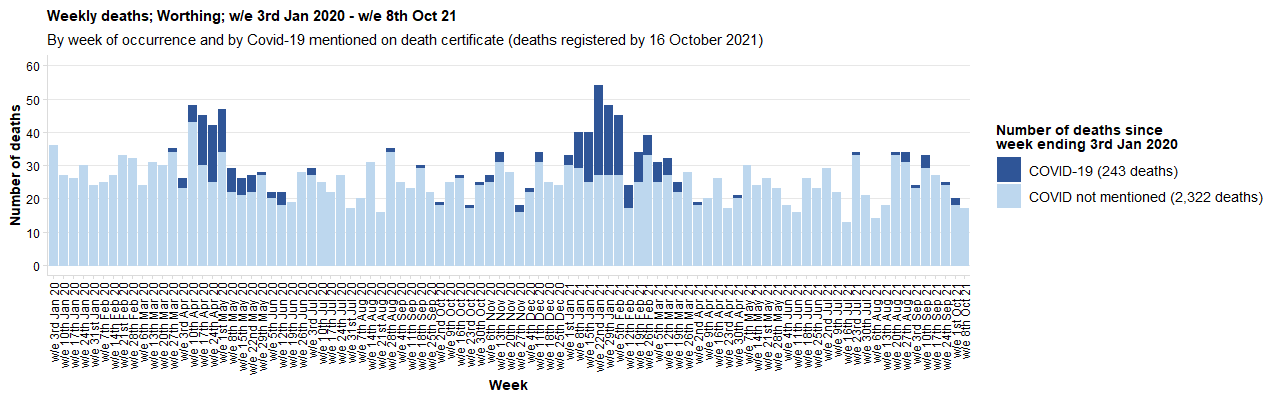 Weekly deaths; Worthing; w/e 3rd Jan 2020 - w/e 8th Oct 21
By week of occurrence and by Covid-19 mentioned on death certificate (deaths registered by 16 October 2021)
Number of deaths
60
50
40
30
20
10
0
w/e 3rd Jan 20
w/e 10th Jan 20
w/e 17th Jan 20
w/e 24th Jan 20
w/e 31st Jan 20
w/e 7th Feb 20
w/e 14th Feb 20
w/e 21st Feb 20
w/e 28th Feb 20
w/e 6th Mar 20
w/e 13th Mar 20
w/e 20th Mar 20
w/e 27th Mar 20
w/e 3rd Apr 20
w/e 10th Apr 20
w/e 17th Apr 20
w/e 24th Apr 20
w/e 1st May 20
w/e 8th May 20
w/e 15th May 20
w/e 22nd May 20
w/e 29th May 20
w/e 5th Jun 20
w/e 12th Jun 20
w/e 19th Jun 20
w/e 26th Jun 20
w/e 3rd Jul 20
w/e 10th Jul 20
w/e 17th Jul 20
w/e 24th Jul 20
w/e 31st Jul 20
w/e 7th Aug 20
w/e 14th Aug 20
w/e 21st Aug 20
w/e 28th Aug 20
w/e 4th Sep 20
w/e 11th Sep 20
w/e 18th Sep 20
w/e 25th Sep 20
w/e 2nd Oct 20
w/e 9th Oct 20
w/e 16th Oct 20
w/e 23rd Oct 20
w/e 30th Oct 20
w/e 6th Nov 20
w/e 13th Nov 20
w/e 20th Nov 20
w/e 27th Nov 20
w/e 4th Dec 20
w/e 11th Dec 20
w/e 18th Dec 20
w/e 25th Dec 20
w/e 1st Jan 21
w/e 8th Jan 21
w/e 15th Jan 21
w/e 22nd Jan 21
w/e 29th Jan 21
w/e 5th Feb 21
w/e 12th Feb 21
w/e 19th Feb 21
w/e 26th Feb 21
w/e 5th Mar 21
w/e 12th Mar 21
w/e 19th Mar 21
w/e 26th Mar 21
w/e 2nd Apr 21
w/e 9th Apr 21
w/e 16th Apr 21
w/e 23rd Apr 21
w/e 30th Apr 21
w/e 7th May 21
w/e 14th May 21
w/e 21st May 21
w/e 28th May 21
w/e 4th Jun 21
w/e 11th Jun 21
w/e 18th Jun 21
w/e 25th Jun 21
w/e 2nd Jul 21
w/e 9th Jul 21
w/e 16th Jul 21
w/e 23rd Jul 21
w/e 30th Jul 21
w/e 6th Aug 21
w/e 13th Aug 21
w/e 20th Aug 21
w/e 27th Aug 21
w/e 3rd Sep 21
w/e 10th Sep 21
w/e 17th Sep 21
w/e 24th Sep 21
w/e 1st Oct 21
w/e 8th Oct 21
Week
Number of deaths since
week ending 3rd Jan 2020
COVID-19 (243 deaths)
COVID not mentioned (2,322 deaths)